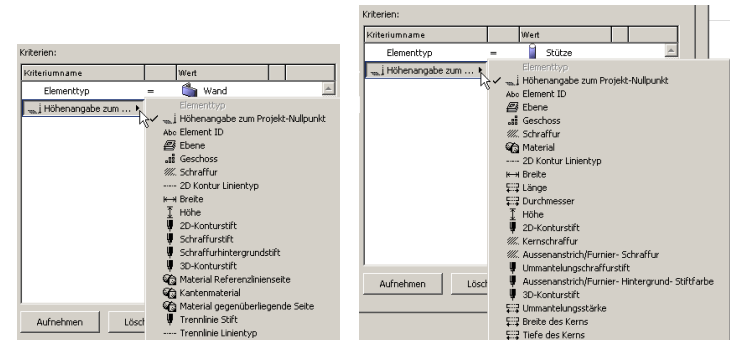 Kriterien:
Kriteriumname Wert
Elementtyp = Wand
Höhenangabe zum ...
Elementtyp
Höhenangabe zum Projekt-Nullpunkt
Abc Element ID
Ebene
Geschoss
Schraffur
2D Kontur Linientyp
Breite
Höhe
2D-Konturstift
Schraffurstift
Schraffurhintergrundstift
3D-Konturstift
Material Referenzlinienseite
Kantenmaterial
Material gegenüberliegende Seite
Trennlinie Stift
Trennlinie Linientyp
Aufnehmen Lösch
Kriterien:
Kriteriumname Wert
Elementtyp = Stütze
Höhenangabe zum ...
Elementtyp
Höhenangabe zum Projekt-Nullpunkt
Abc Element ID
Ebene
Geschoss
Schraffur
Material
2D Kontur Linientyp
Breite
Länge
Durchmesser
Höhe
2D-Konturstift
Kernschraffur
Aussenanstrich/Furnier- Schraffur
Ummantelungschraffurstift
Aussenanstrich/Furnier- Hintergrund- Stiftfarbe
3D-Konturstift
Ummantelungsstärke
Breite des Kerns
Tiefe des Kerns
Aufnehmen Lösc